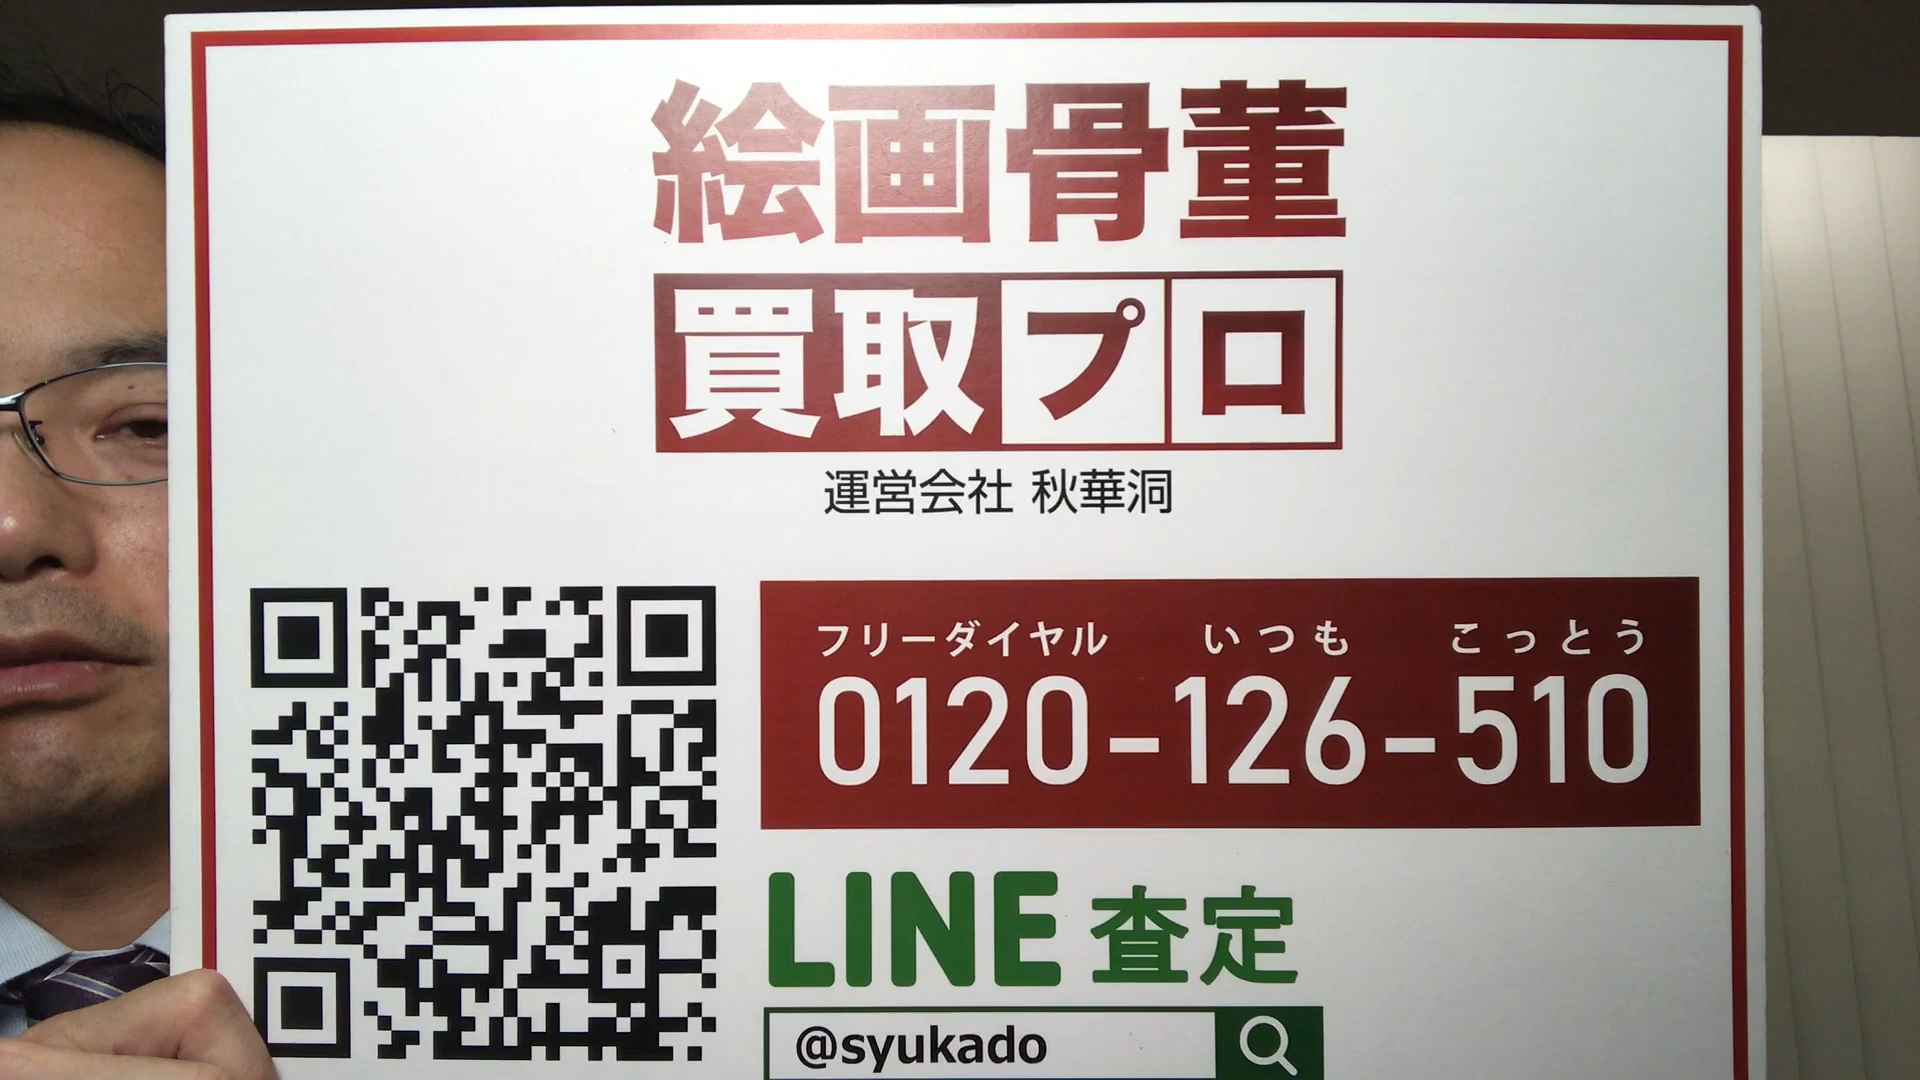 絵画骨董
買取プロ
運営会社 秋華洞
フリーダイヤル いつも こっとう
0120-126-510
LINE 査定
@syukado